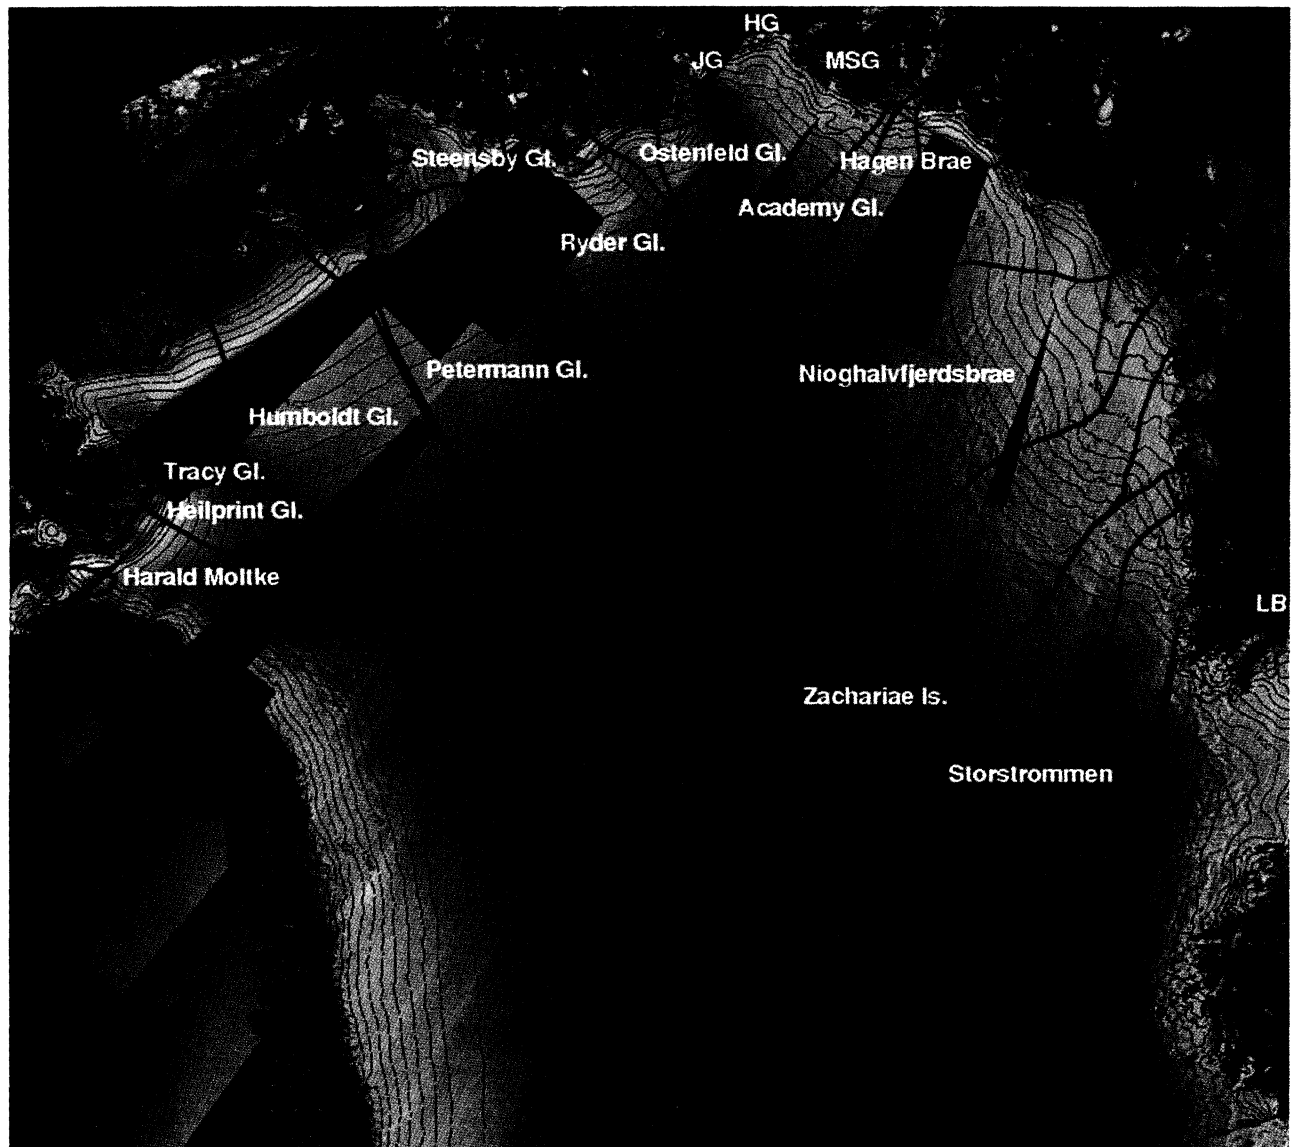 HG
JG
MSG
Steensby Gl.
Ostenfeld Gl.
Hagen Brae
Academy Gl.
Ryder Gl.
Petermann Gl.
Nioghalvfjerdsbrae
Humboldt Gl.
Tracy Gl.
Heilprint Gl.
Harald Moltke
LB
Zachariae Is.
Storstrommen